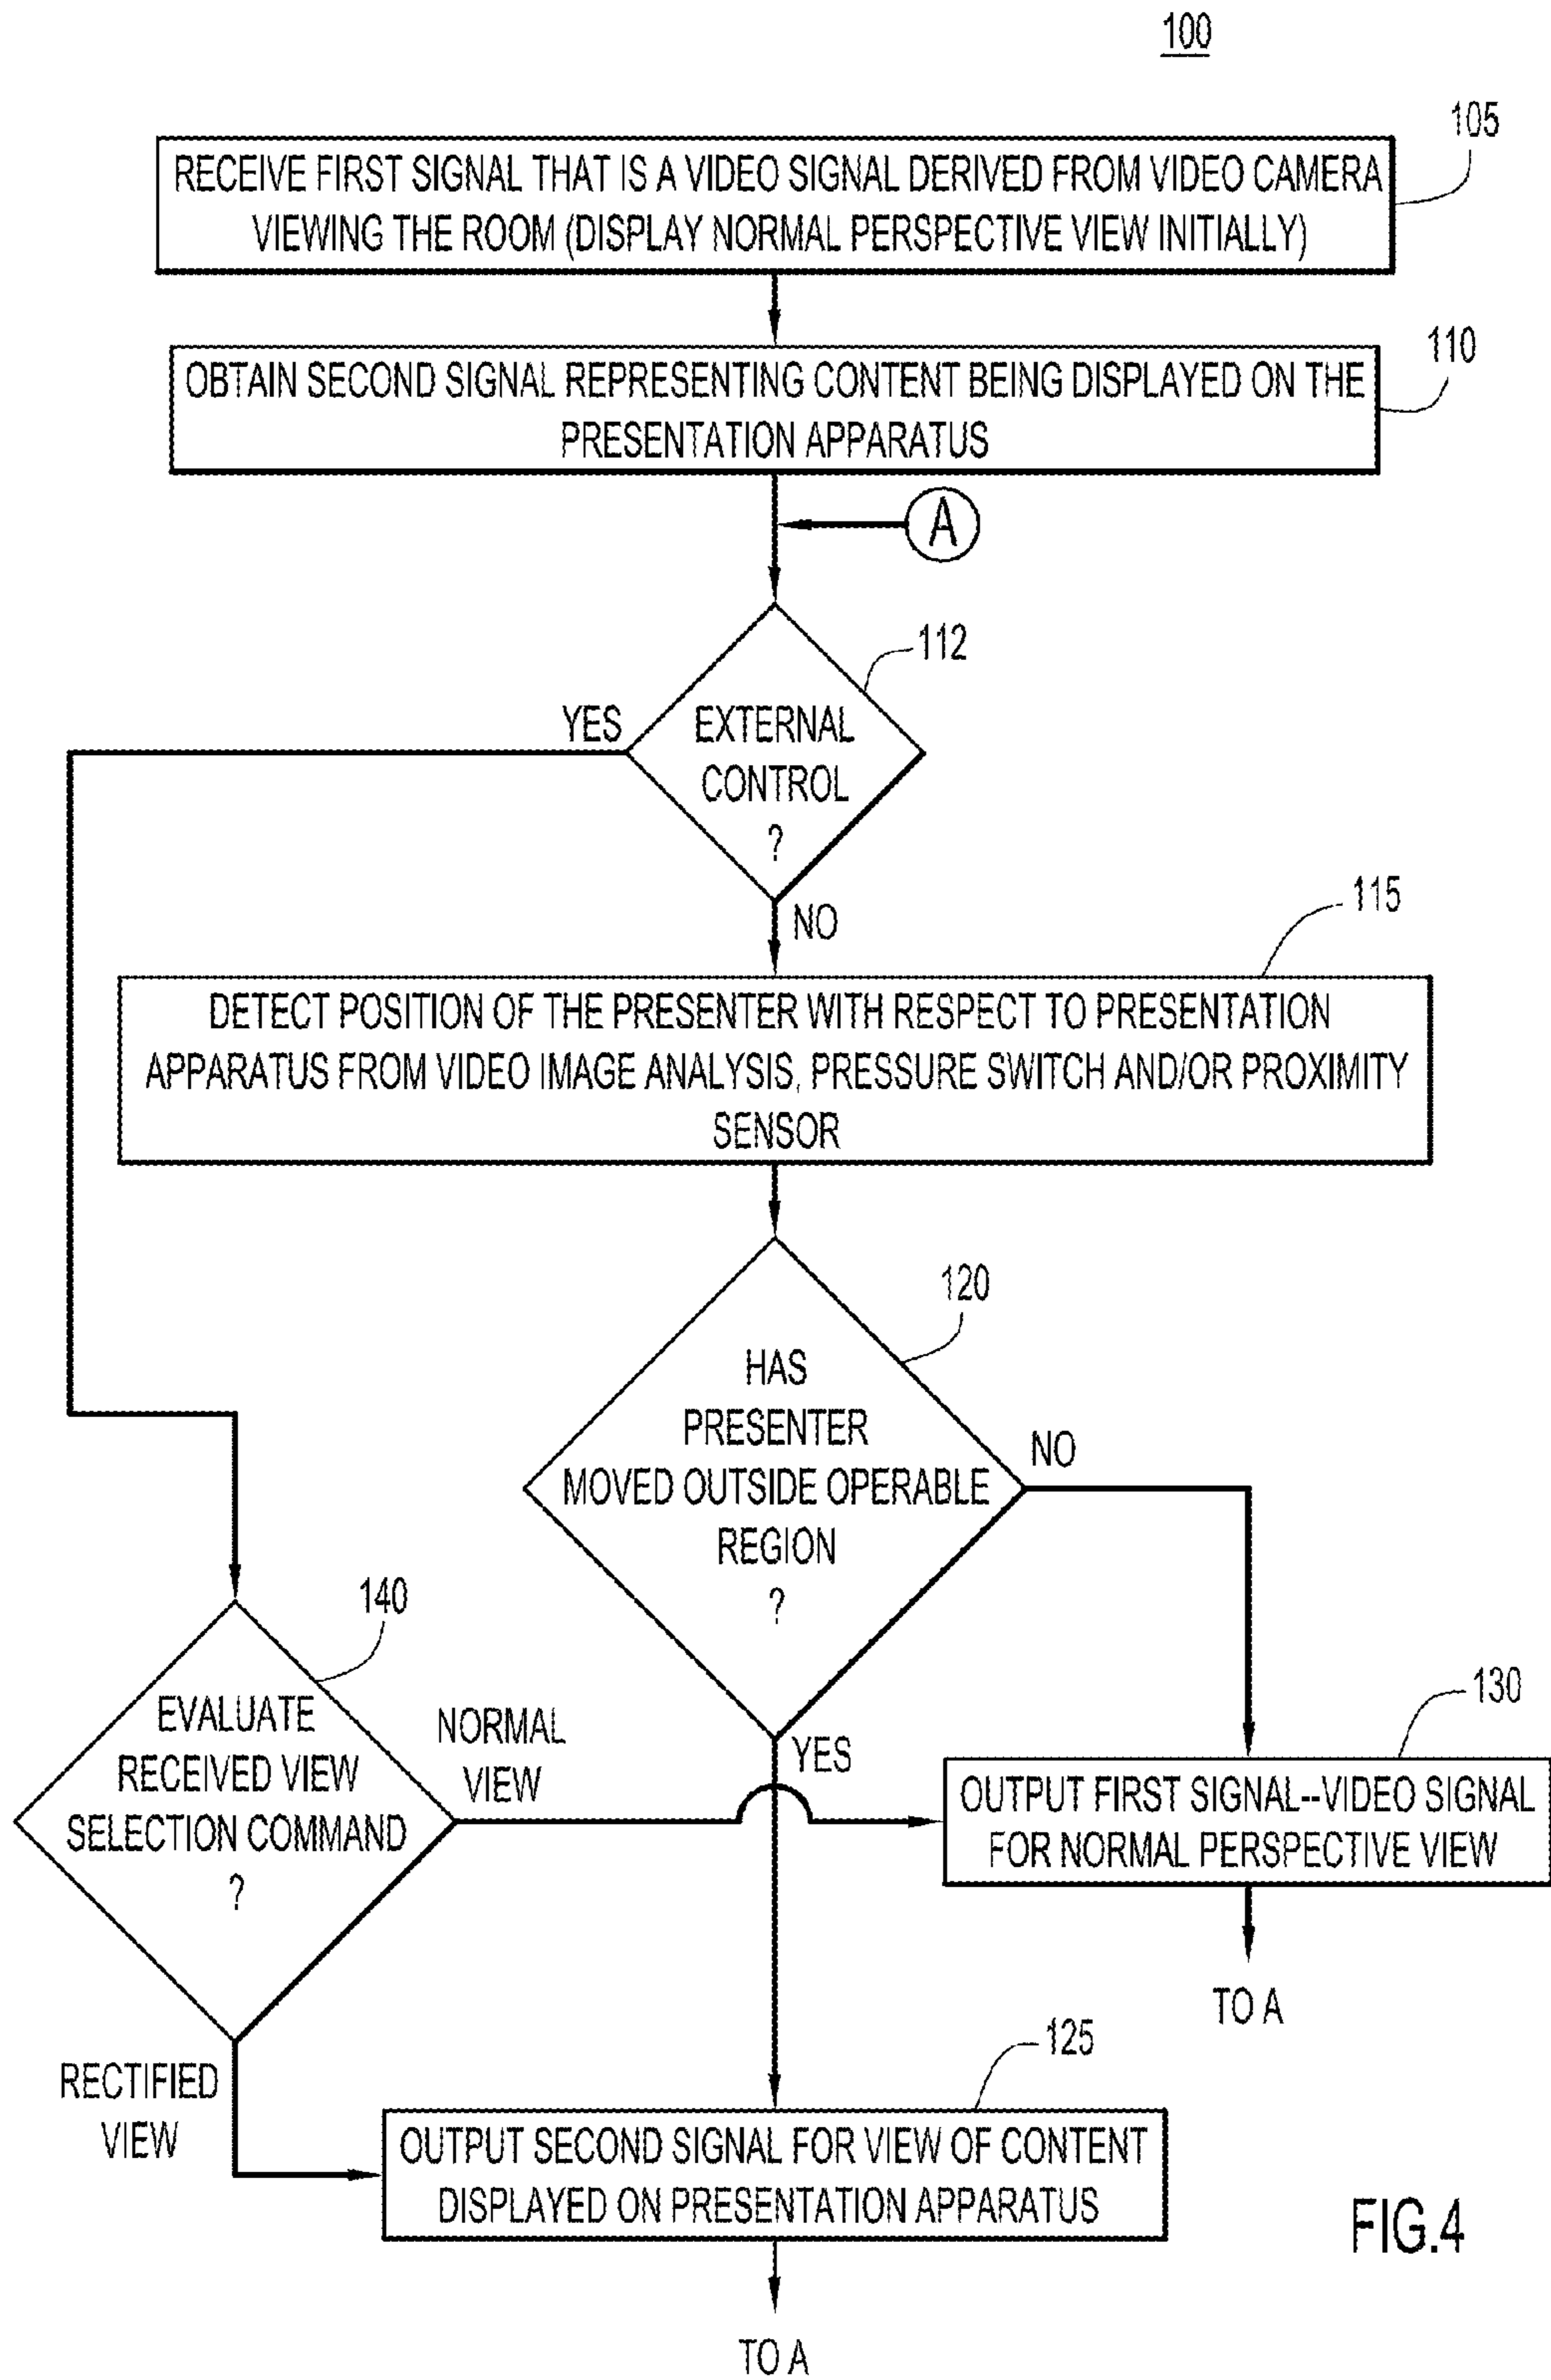 100
105
RECEIVE FIRST SIGNAL THAT IS A VIDEO SIGNAL DERIVED FROM VIDEO CAMERA
VIEWING THE ROOM (DISPLAY NORMAL PERSPECTIVE VIEW INITIALLY)
110
OBTAIN SECOND SIGNAL REPRESENTING CONTENT BEING DISPLAYED ON THE
PRESENTATION APPARATUS
A
112
YES
EXTERNAL
CONTROL
?
NO
115
DETECT POSITION OF THE PRESENTER WITH RESPECT TO PRESENTATION
APPARATUS FROM VIDEO IMAGE ANALYSIS, PRESSURE SWITCH AND/OR PROXIMITY
SENSOR
120
HAS
PRESENTER
MOVED OUTSIDE OPERABLE
REGION
?
NO
YES
140
EVALUATE
RECEIVED VIEW
SELECTION COMMAND
?
NORMAL
VIEW
130
OUTPUT FIRST SIGNAL--VIDEO SIGNAL
FOR NORMAL PERSPECTIVE VIEW
TO A
RECTIFIED
VIEW
125
OUTPUT SECOND SIGNAL FOR VIEW OF CONTENT
DISPLAYED ON PRESENTATION APPARATUS
TO A
FIG.4